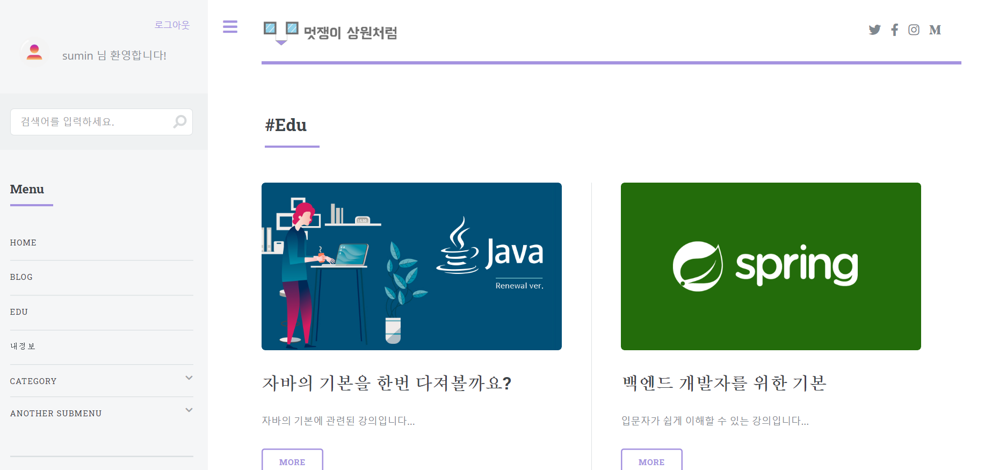 로그아웃
sumin 님 환영합니다!
검색어를 입력하세요.
Menu
HOME
BLOG
EDU
내정보
CATEGORY
ANOTHER SUBMENU
멋쟁이 상원처럼
#Edu
14:30
Java
Renewal ver.
자바의 기본을 한번 다져볼까요?
자바의 기본에 관련된 강의입니다...
MORE
spring
백엔드 개발자를 위한 기본
입문자가 쉽게 이해할 수 있는 강의입니다...
MORE